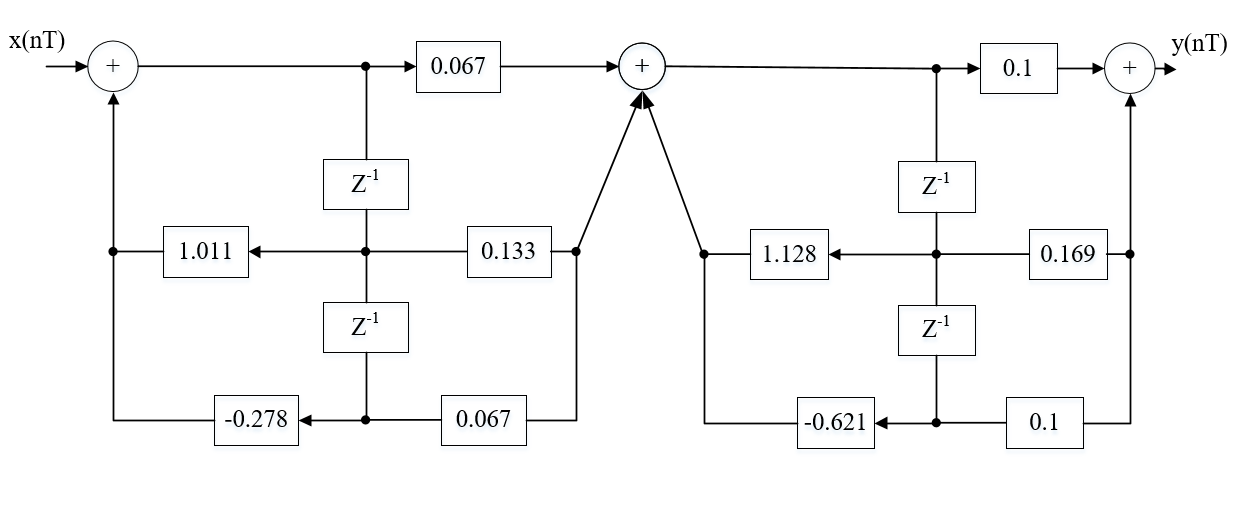 x(nT)
y(nT)
+
0.067
+
0.1
+
Z⁻¹
Z⁻¹
1.011
0.133
1.128
0.169
Z⁻¹
Z⁻¹
-0.278
0.067
-0.621
0.1